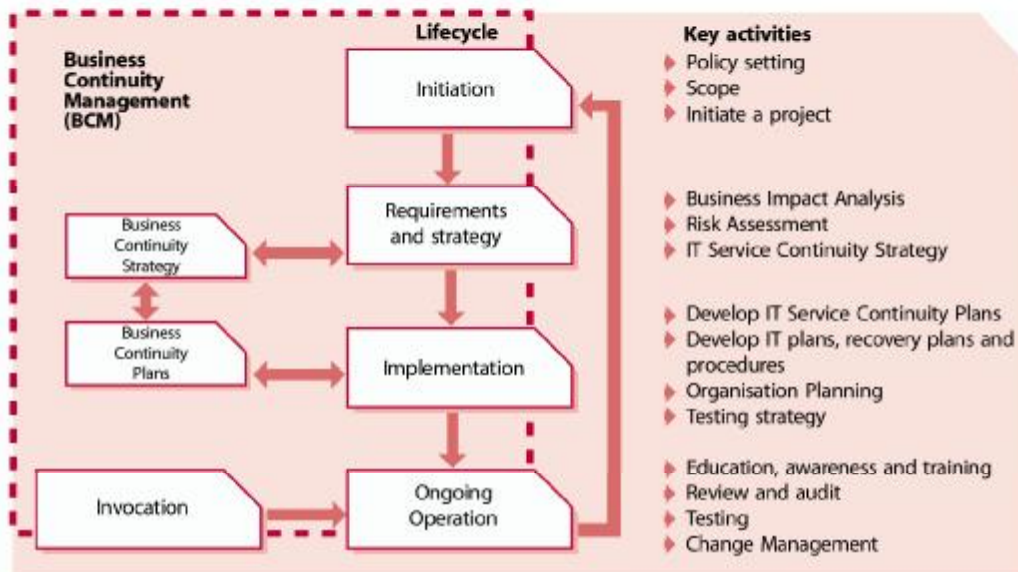 Lifecycle
Key activities
Business
Continuity
Management
(BCM)
Initiation
Policy setting
Scope
Initiate a project
Requirements
and strategy
Business Impact Analysis
Risk Assessment
IT Service Continuity Strategy
Business
Continuity
Strategy
Business
Continuity
Plans
Implementation
Develop IT Service Continuity Plans
Develop IT plans, recovery plans and
procedures
Organisation Planning
Testing strategy
Invocation
Ongoing
Operation
Education, awareness and training
Review and audit
Testing
Change Management